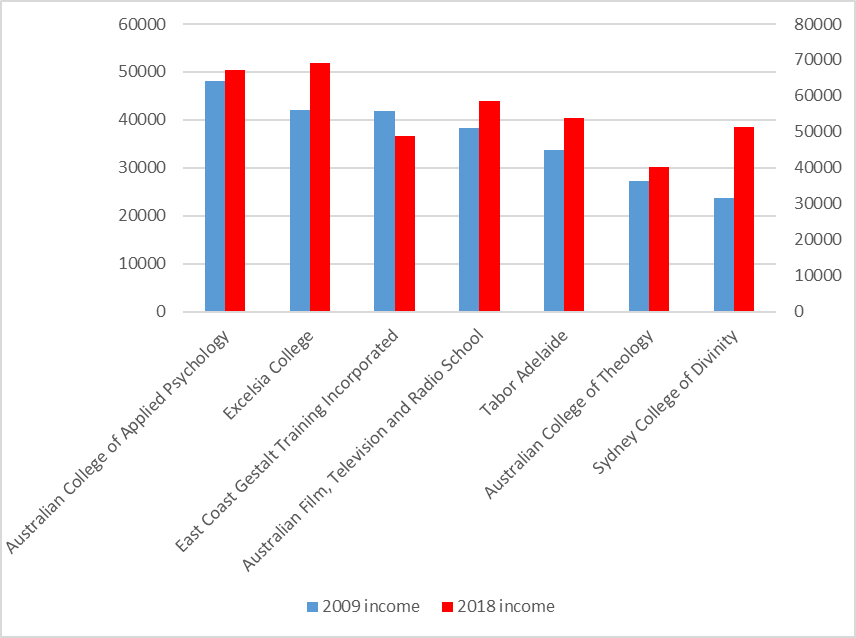 60000
50000
40000
30000
20000
10000
0
80000
70000
60000
50000
40000
30000
20000
10000
0
Australian College of Applied Psychology
Excelsia College
East Coast Gestalt Training Incorporated
Australian Film, Television and Radio School
Tabor Adelaide
Australian College of Theology
Sydney College of Divinity
2009 income
2018 income